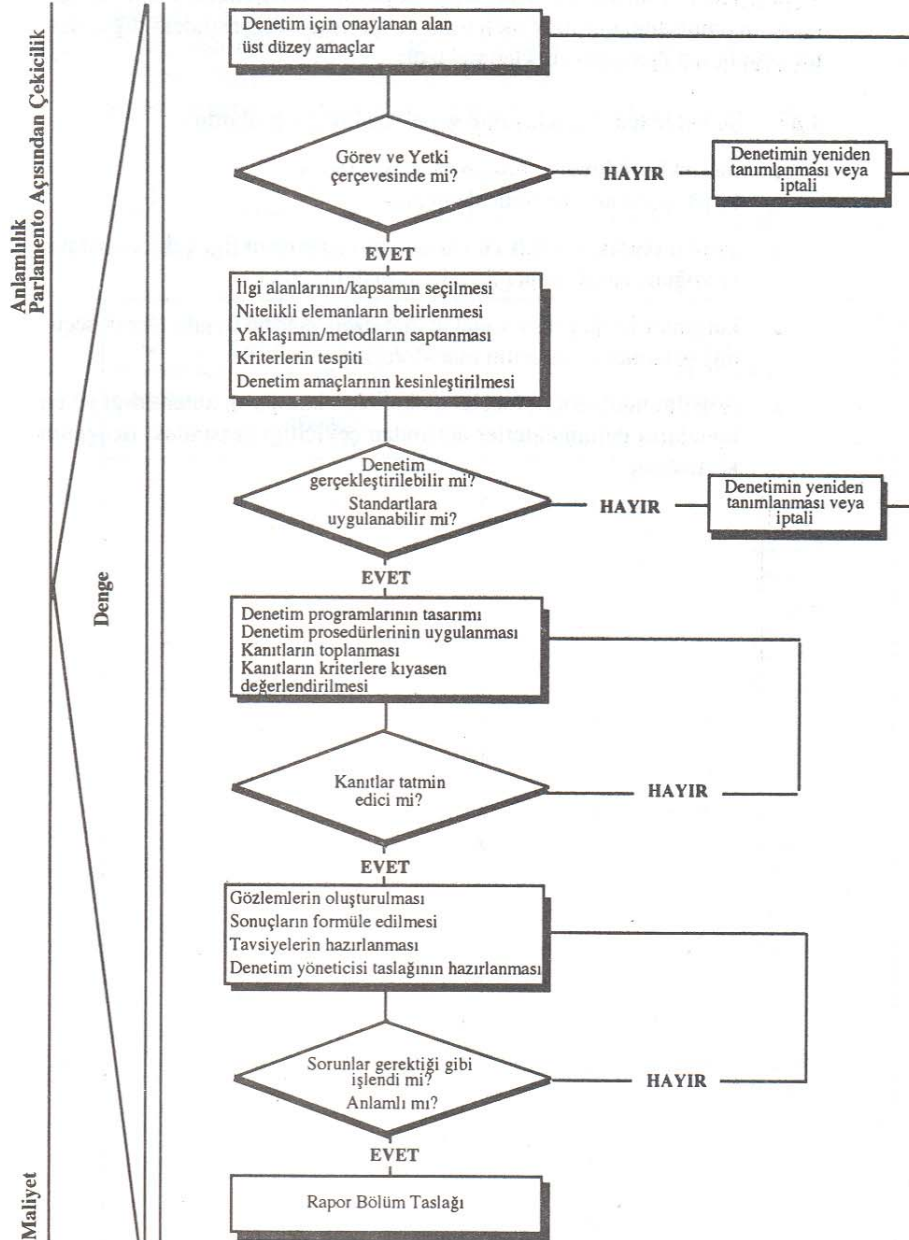 Denetim için onaylanan alan
üst düzey amaçlar
Görev ve Yetki
çerçevesinde mi?
HAYIR
Denetimin yeniden
tanımlanması veya
iptali
EVET
İlgi alanlarının/kapsamın seçilmesi
Nitelikli elemanların belirlenmesi
Yaklaşımın/metodların saptanması
Kriterlerin tespiti
Denetim amaçlarının kesinleştirilmesi
Denetim
gerçekleştirilebilir mi?
Standartlara
uygulanabilir mi?
HAYIR
Denetimin yeniden
tanımlanması veya
iptali
EVET
Denetim programlarının tasarımı
Denetim prosedürlerinin uygulanması
Kanıtların toplanması
Kanıtların kriterlere kıyasen
değerlendirilmesi
Kanıtlar tatmin
edici mi?
HAYIR
EVET
Gözlemlerin oluşturulması
Sonuçların formüle edilmesi
Tavsiyelerin hazırlanması
Denetim yöneticisi taslağının hazırlanması
Sorunlar gerektiği gibi
işlendi mi?
Anlamlı mı?
HAYIR
EVET
Rapor Bölüm Taslağı
Anlamlılık
Parlamento Açısından Çekicilik
Denge
Maliyet